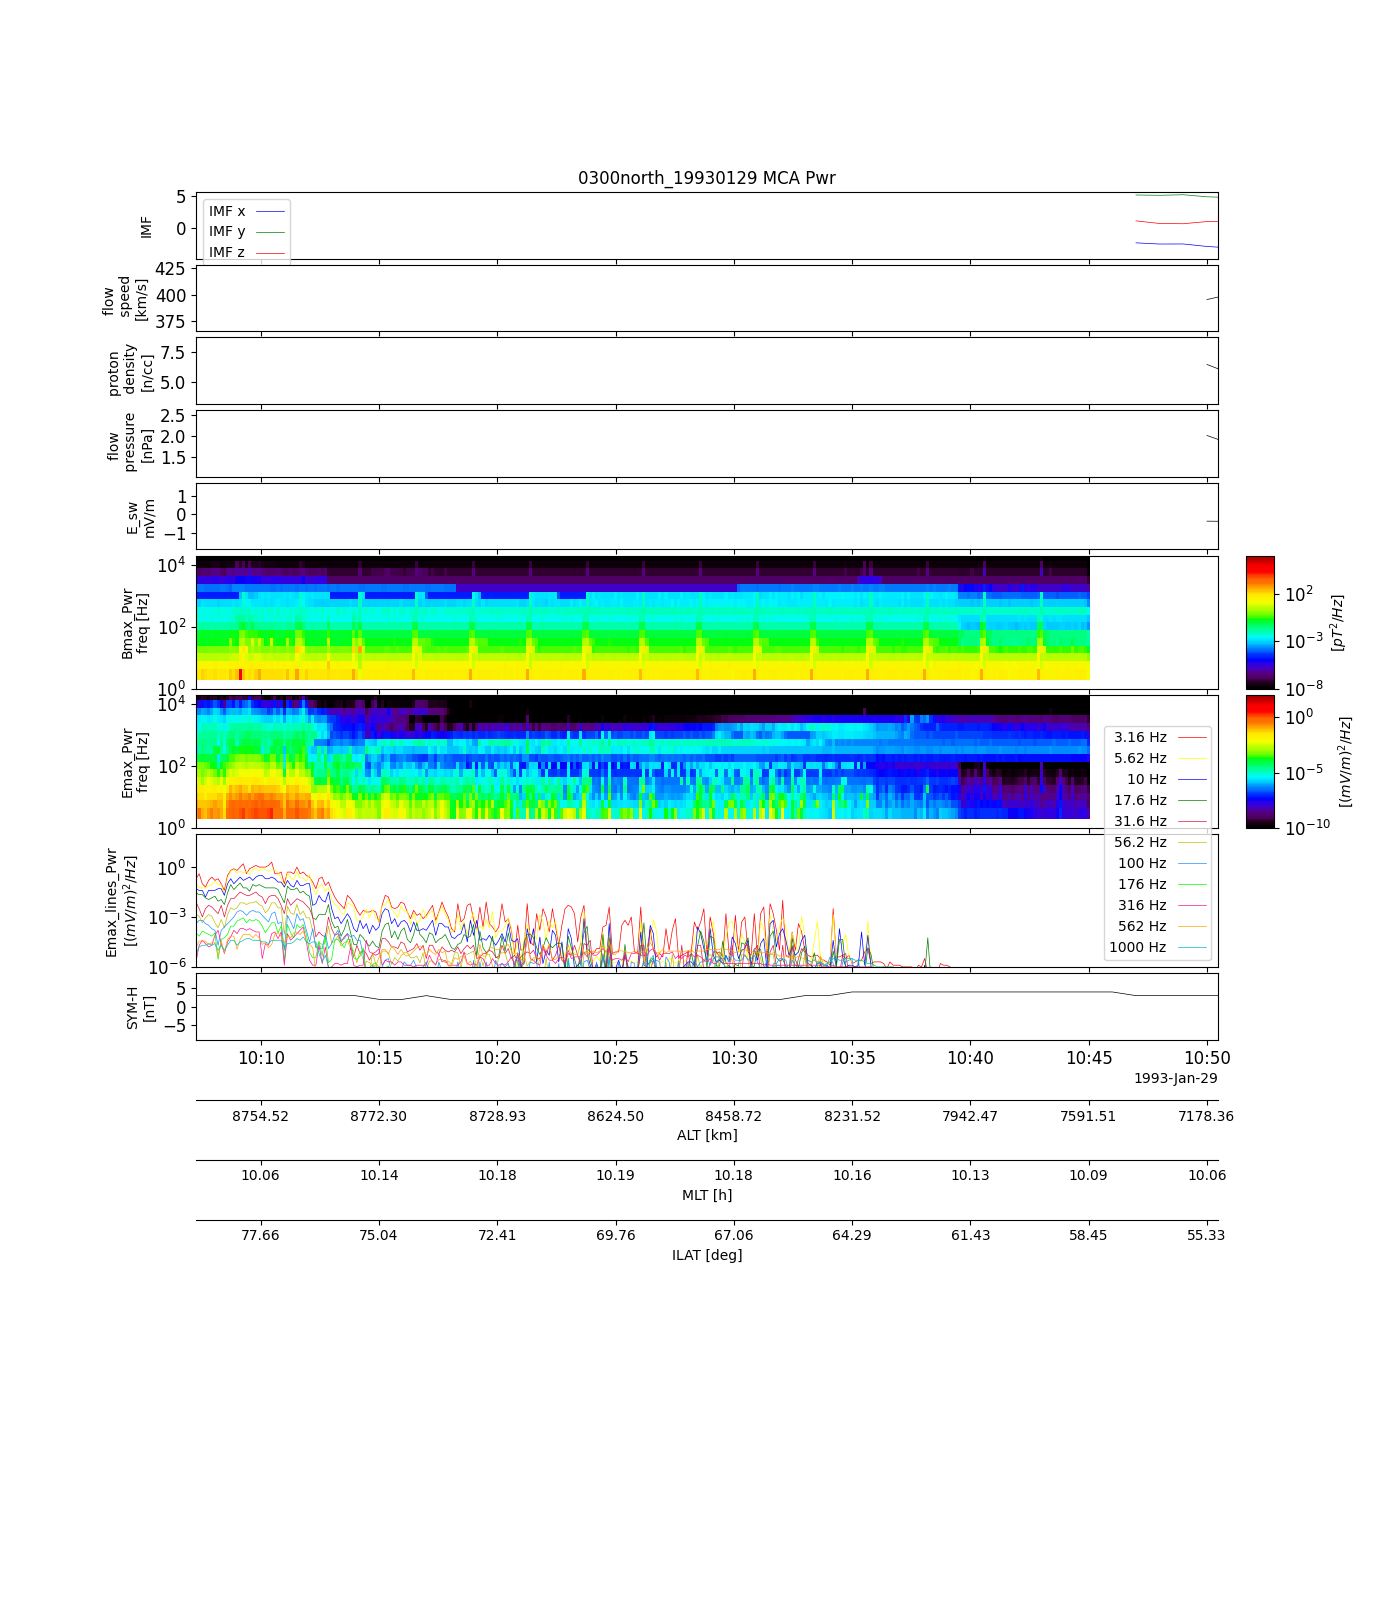 0300north_19930129 MCA Pwr
IMF
5
0
IMF x
IMF y
IMF z
flow
speed
[km/s]
425
400
375
proton
density
[n/cc]
7.5
5.0
flow
pressure
[nPa]
2.5
2.0
1.5
E_sw
mV/m
1
0
−1
Bmax_Pwr
freq [Hz]
10^4
10^2
10^0
10^2
10^−3
10^−8
[pT^2/Hz]
Emax_Pwr
freq [Hz]
10^4
10^2
10^0
10^0
10^−5
10^−10
[(mV/m)^2/Hz]
3.16 Hz
5.62 Hz
10 Hz
17.6 Hz
31.6 Hz
56.2 Hz
100 Hz
176 Hz
316 Hz
562 Hz
1000 Hz
Emax_lines_Pwr
[(mV/m)^2/Hz]
10^0
10^−3
10^−6
SYM-H
[nT]
5
0
−5
10:10 10:15 10:20 10:25 10:30 10:35 10:40 10:45 10:50
1993-Jan-29
8754.52 8772.30 8728.93 8624.50 8458.72 8231.52 7942.47 7591.51 7178.36
ALT [km]
10.06 10.14 10.18 10.19 10.18 10.16 10.13 10.09 10.06
MLT [h]
77.66 75.04 72.41 69.76 67.06 64.29 61.43 58.45 55.33
ILAT [deg]